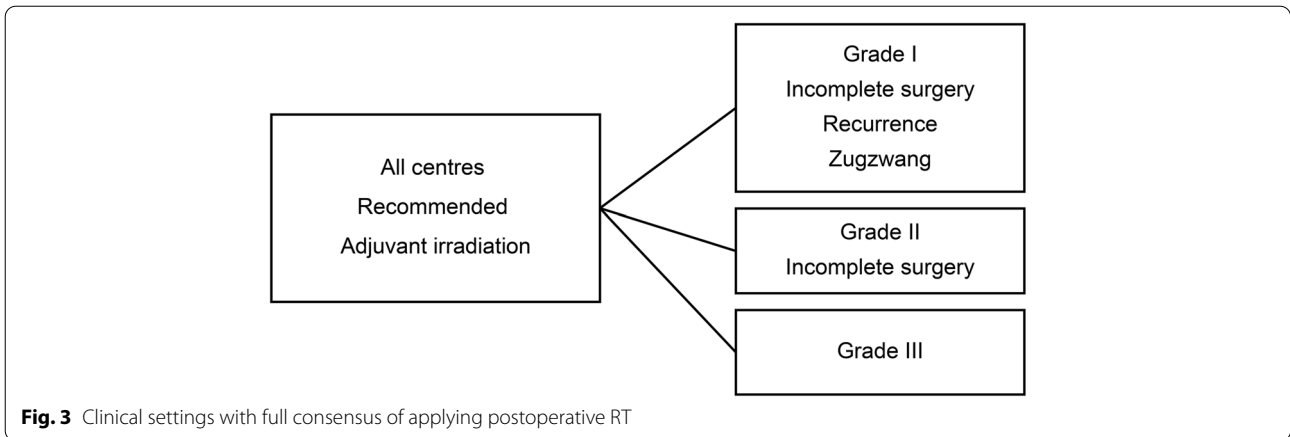 All centres
Recommended
Adjuvant irradiation
Grade I
Incomplete surgery
Recurrence
Zugzwang
Grade II
Incomplete surgery
Grade III
Fig. 3 Clinical settings with full consensus of applying postoperative RT